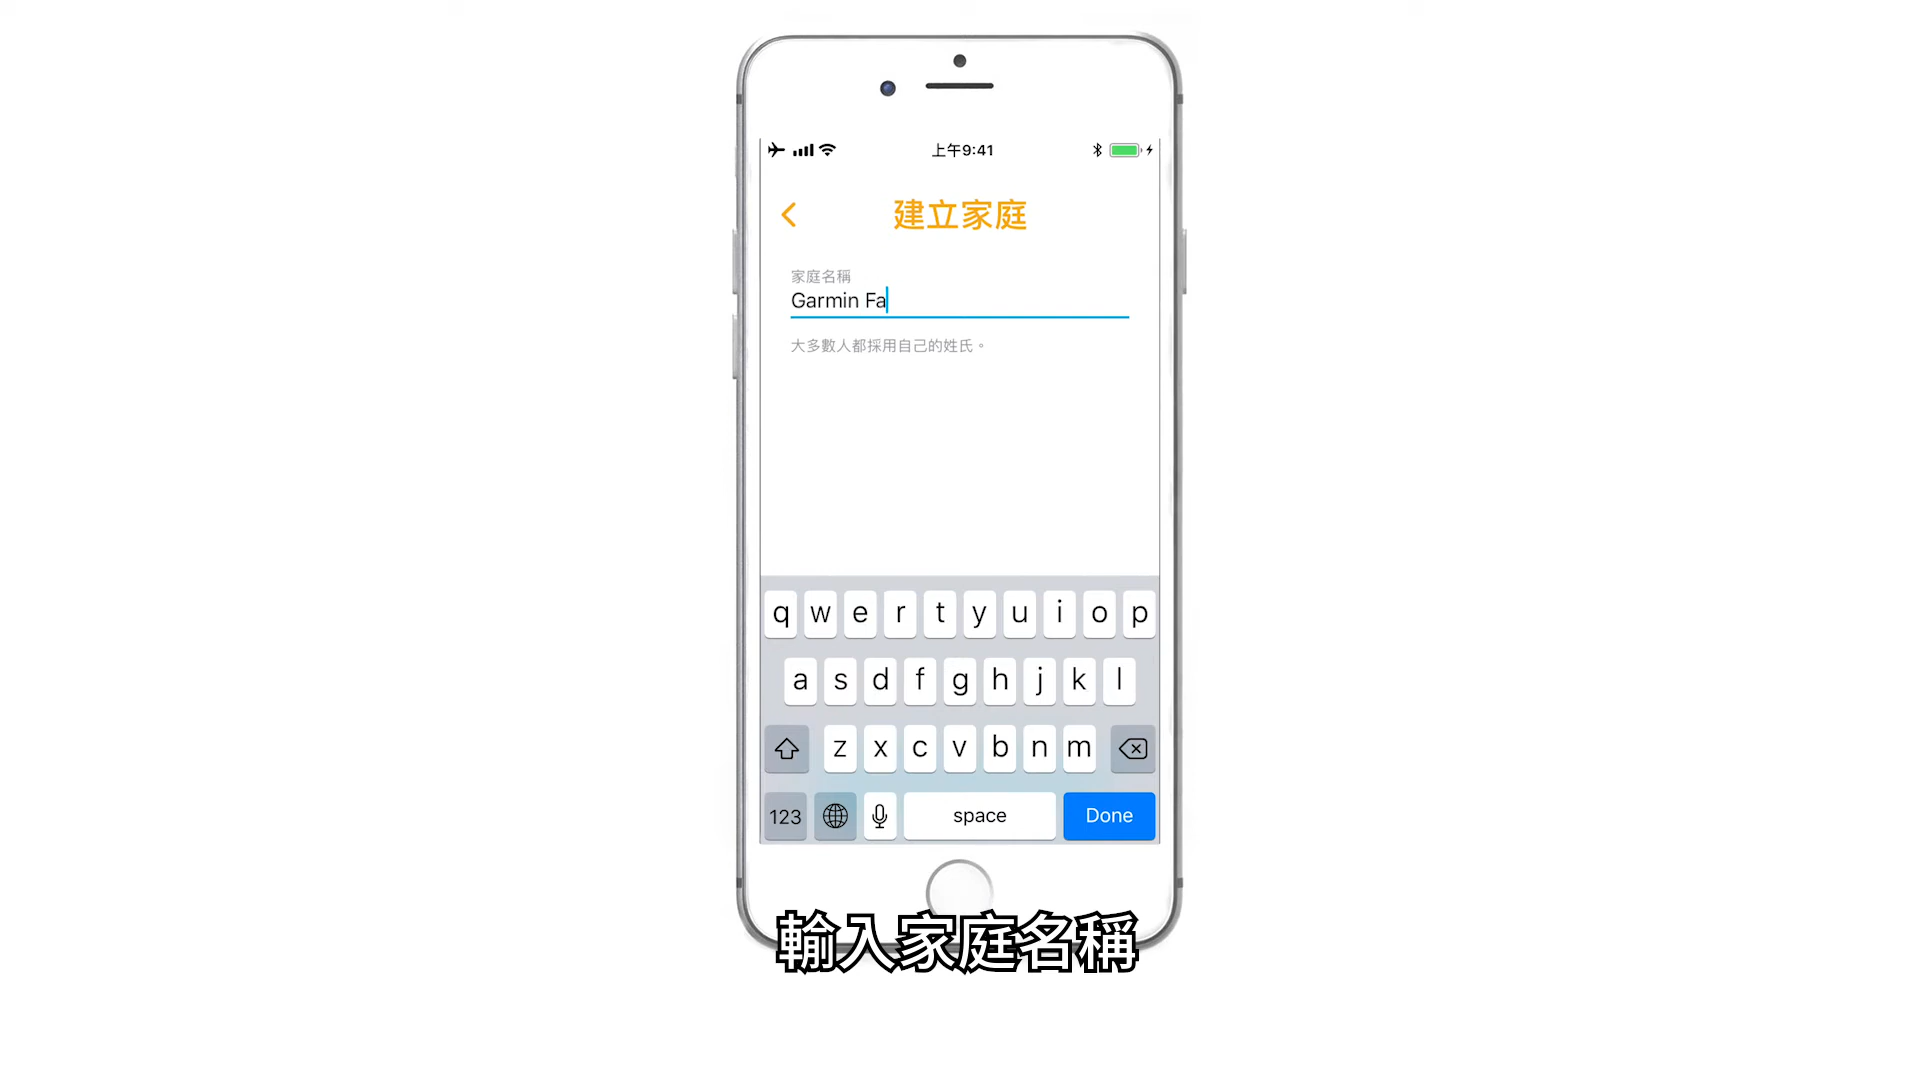 上午9:41
建立家庭
家庭名稱
Garmin Fa
大多數人都採用自己的姓氏。
q w e r t y u i o p
a s d f g h j k l
z x c v b n m
123 space Done
輸入家庭名稱